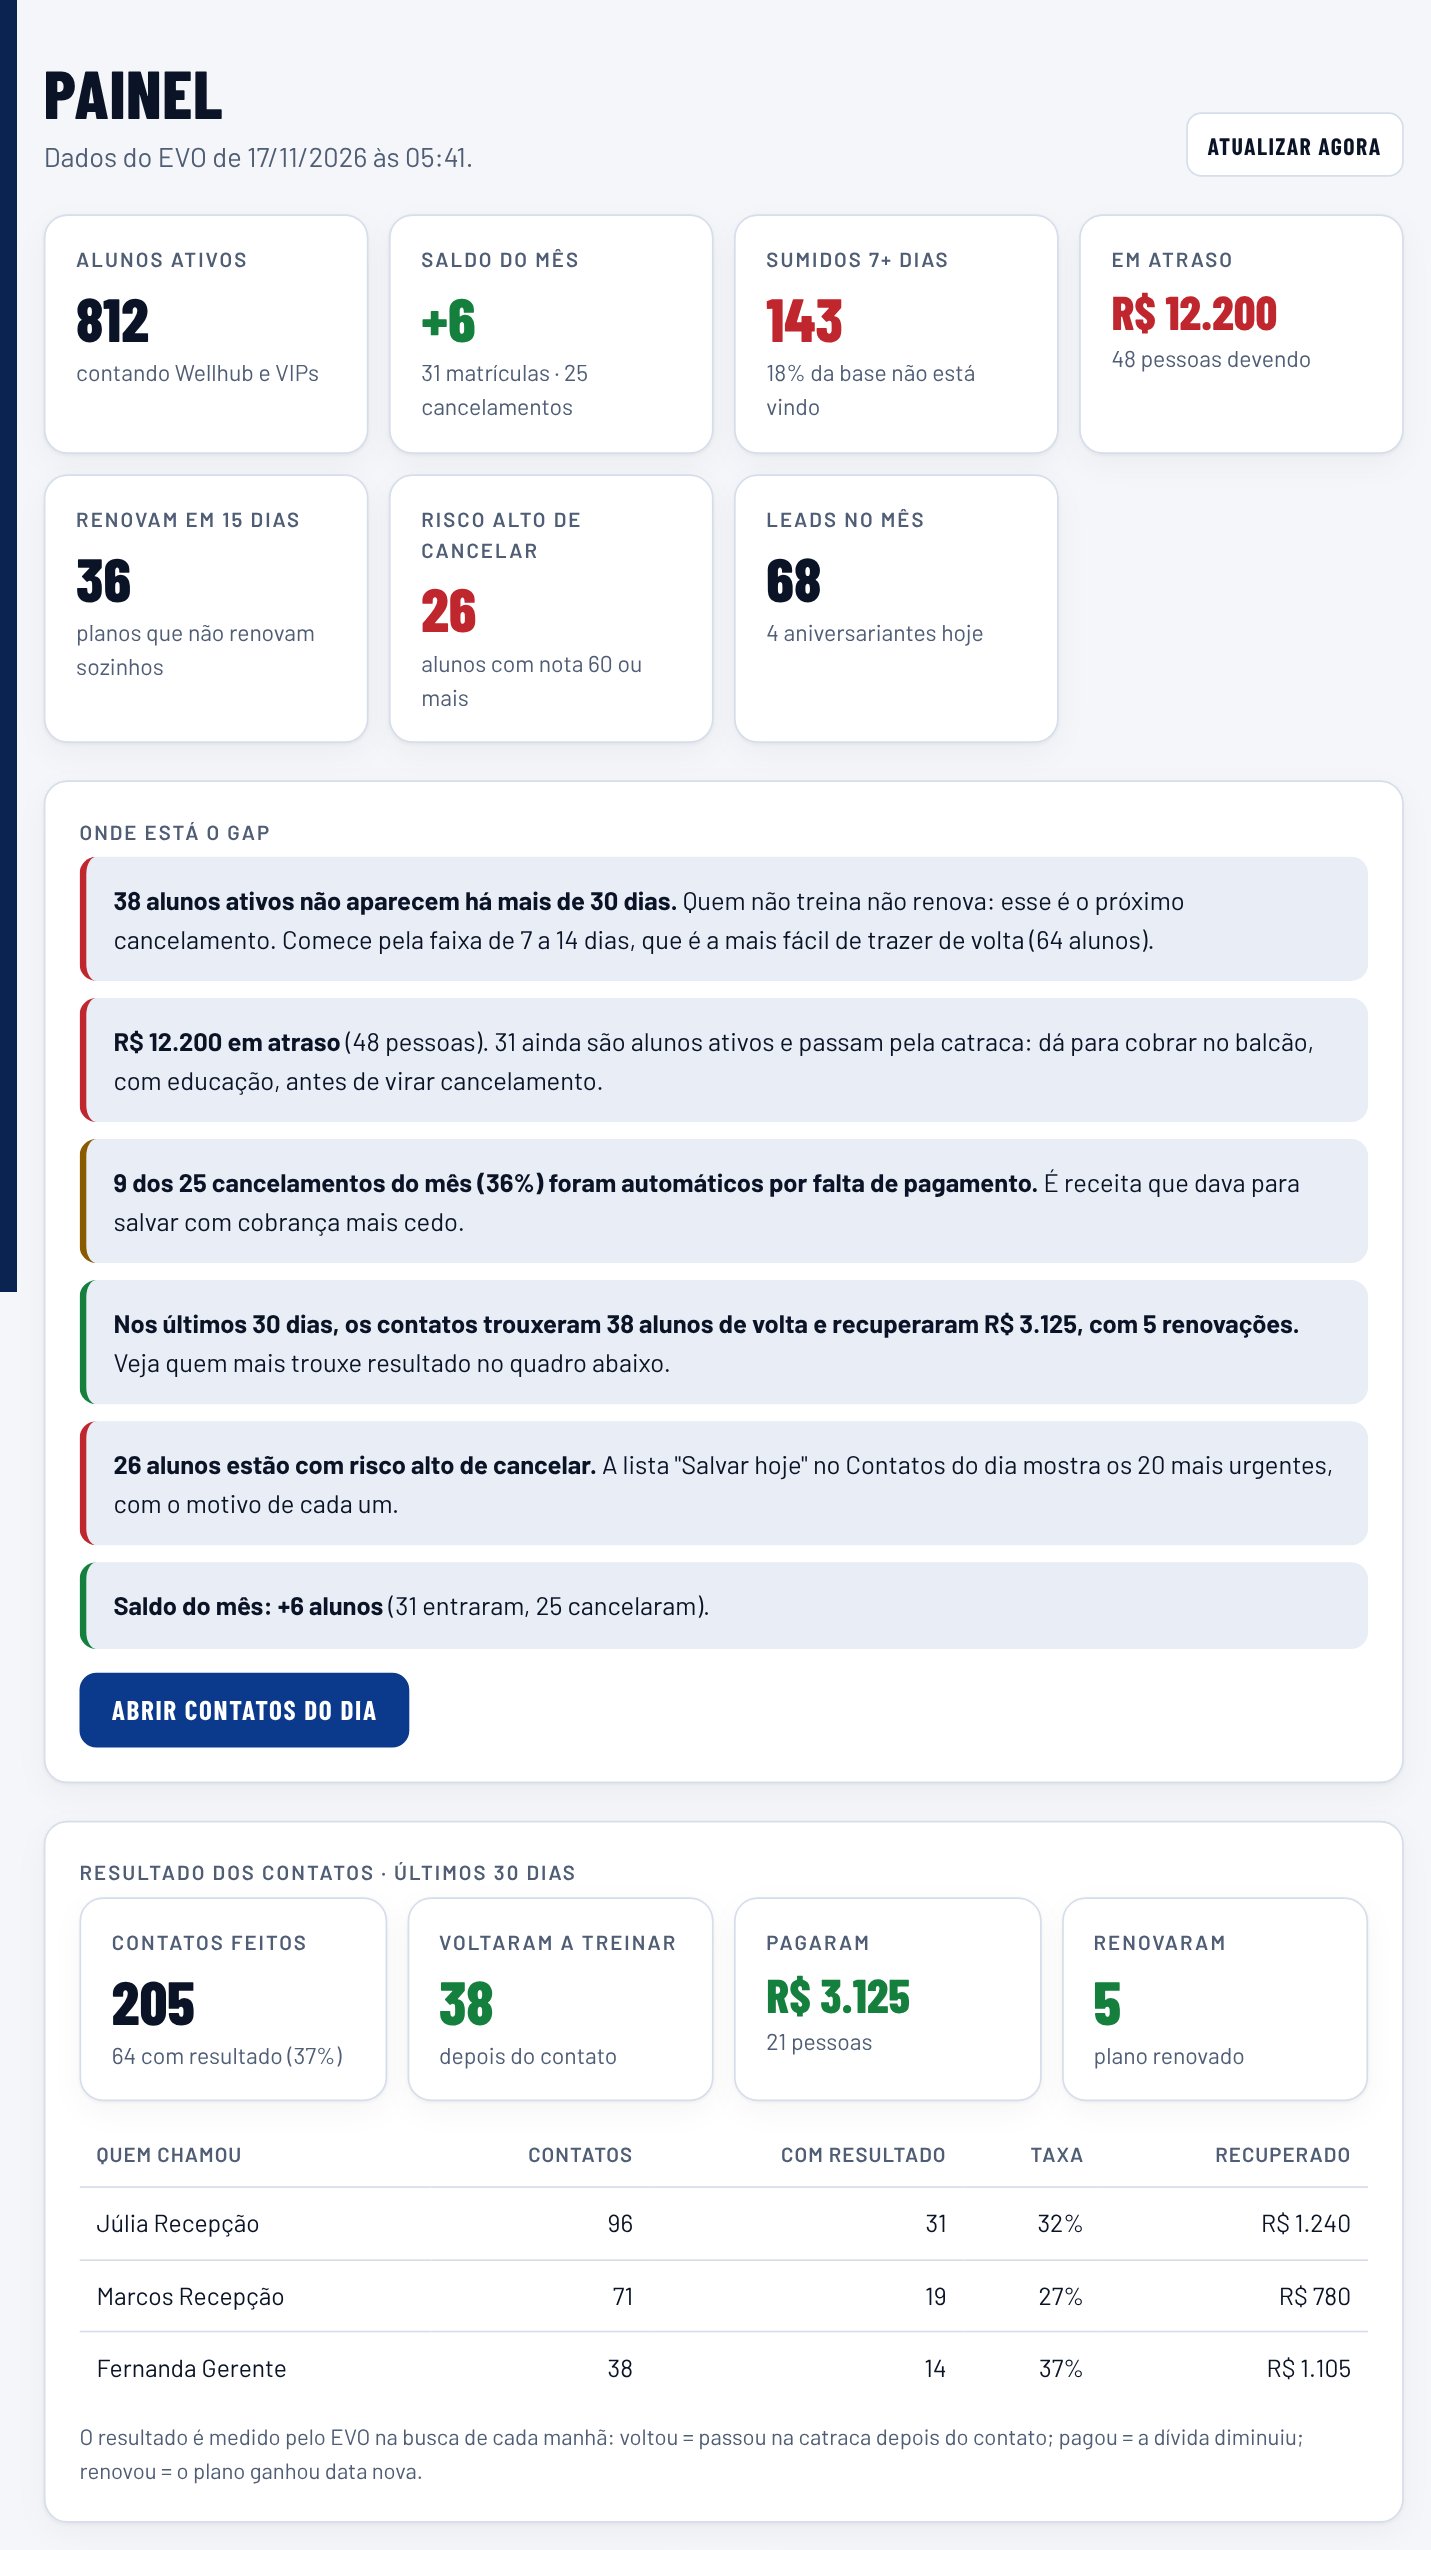 PAINEL
Dados do EVO de 17/11/2026 às 05:41.
ATUALIZAR AGORA
ALUNOS ATIVOS
812
contando Wellhub e VIPs
SALDO DO MÊS
+6
31 matrículas · 25
cancelamentos
SUMIDOS 7+ DIAS
143
18% da base não está
vindo
EM ATRASO
R$ 12.200
48 pessoas devendo
RENOVAM EM 15 DIAS
36
planos que não renovam
sozinhos
RISCO ALTO DE
CANCELAR
26
alunos com nota 60 ou
mais
LEADS NO MÊS
68
4 aniversariantes hoje
ONDE ESTÁ O GAP
38 alunos ativos não aparecem há mais de 30 dias. Quem não treina não renova: esse é o próximo
cancelamento. Comece pela faixa de 7 a 14 dias, que é a mais fácil de trazer de volta (64 alunos).
R$ 12.200 em atraso (48 pessoas). 31 ainda são alunos ativos e passam pela catraca: dá para cobrar no balcão,
com educação, antes de virar cancelamento.
9 dos 25 cancelamentos do mês (36%) foram automáticos por falta de pagamento. É receita que dava para
salvar com cobrança mais cedo.
Nos últimos 30 dias, os contatos trouxeram 38 alunos de volta e recuperaram R$ 3.125, com 5 renovações.
Veja quem mais trouxe resultado no quadro abaixo.
26 alunos estão com risco alto de cancelar. A lista "Salvar hoje" no Contatos do dia mostra os 20 mais urgentes,
com o motivo de cada um.
Saldo do mês: +6 alunos (31 entraram, 25 cancelaram).
ABRIR CONTATOS DO DIA
RESULTADO DOS CONTATOS · ÚLTIMOS 30 DIAS
CONTATOS FEITOS
205
64 com resultado (37%)
VOLTARAM A TREINAR
38
depois do contato
PAGARAM
R$ 3.125
21 pessoas
RENOVARAM
5
plano renovado
QUEM CHAMOU CONTATOS COM RESULTADO TAXA RECUPERADO
Júlia Recepção 96 31 32% R$ 1.240
Marcos Recepção 71 19 27% R$ 780
Fernanda Gerente 38 14 37% R$ 1.105
O resultado é medido pelo EVO na busca de cada manhã: voltou = passou na catraca depois do contato; pagou = a dívida diminuiu;
renovou = o plano ganhou data nova.